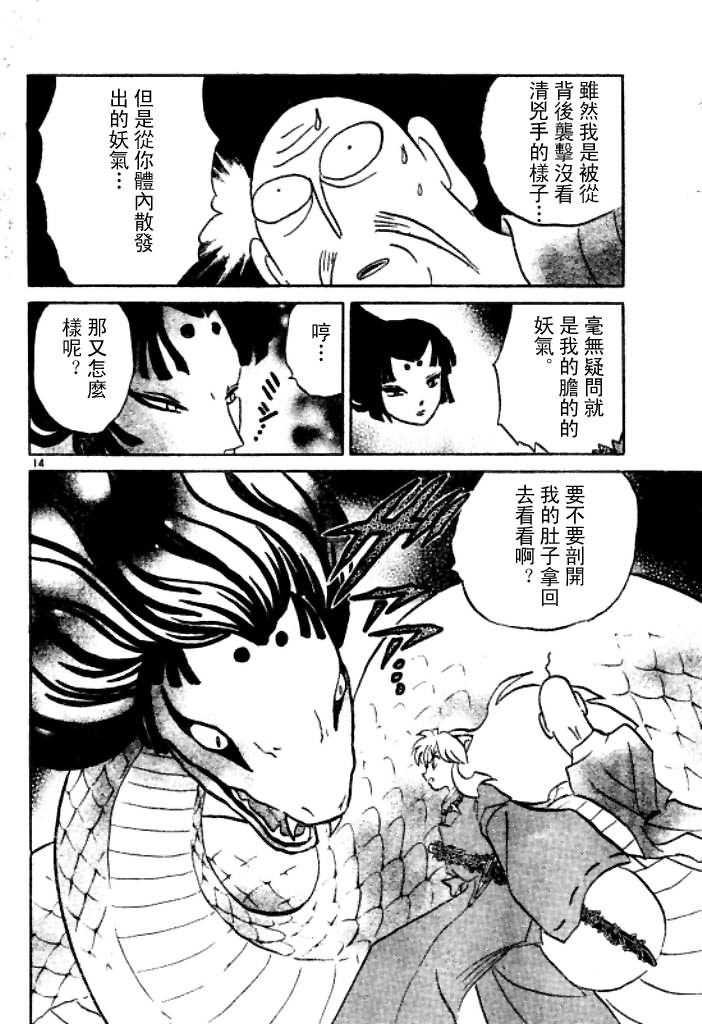 雖然我是被從
背後襲擊沒看
清兇手的樣子…
但是從你體內散發
出的妖氣…
毫無疑問就
是我的膽的的
妖氣。
哼…
那又怎麼
樣呢？
14
要不要剖開
我的肚子拿回
去看看啊？